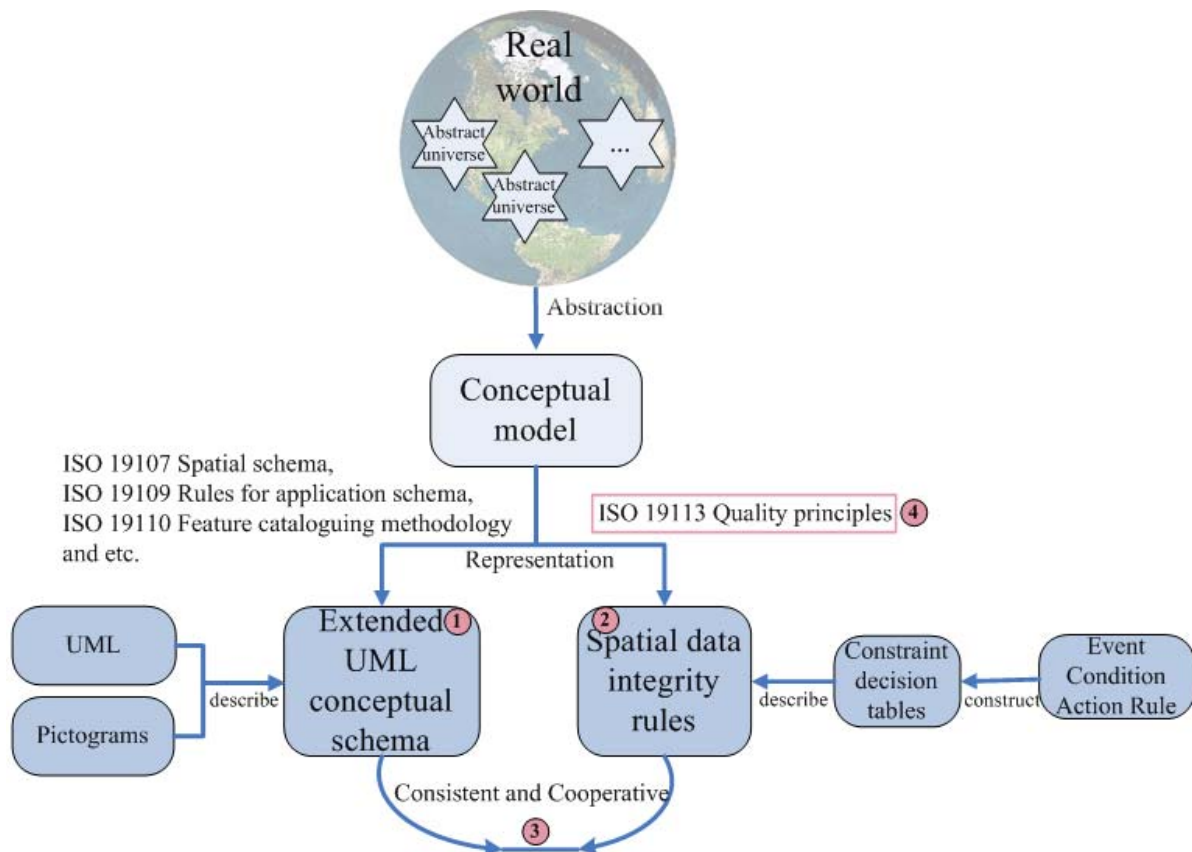 Real
world
Abstract
universe
...
Abstract
universe
Abstraction
Conceptual
model
ISO 19107 Spatial schema,
ISO 19109 Rules for application schema,
ISO 19110 Feature cataloguing methodology
and etc.
ISO 19113 Quality principles
4
Representation
UML
Pictograms
describe
Extended
UML
conceptual
schema
1
2
Spatial data
integrity
rules
describe
Constraint
decision
tables
construct
Event
Condition
Action Rule
Consistent and Cooperative
3